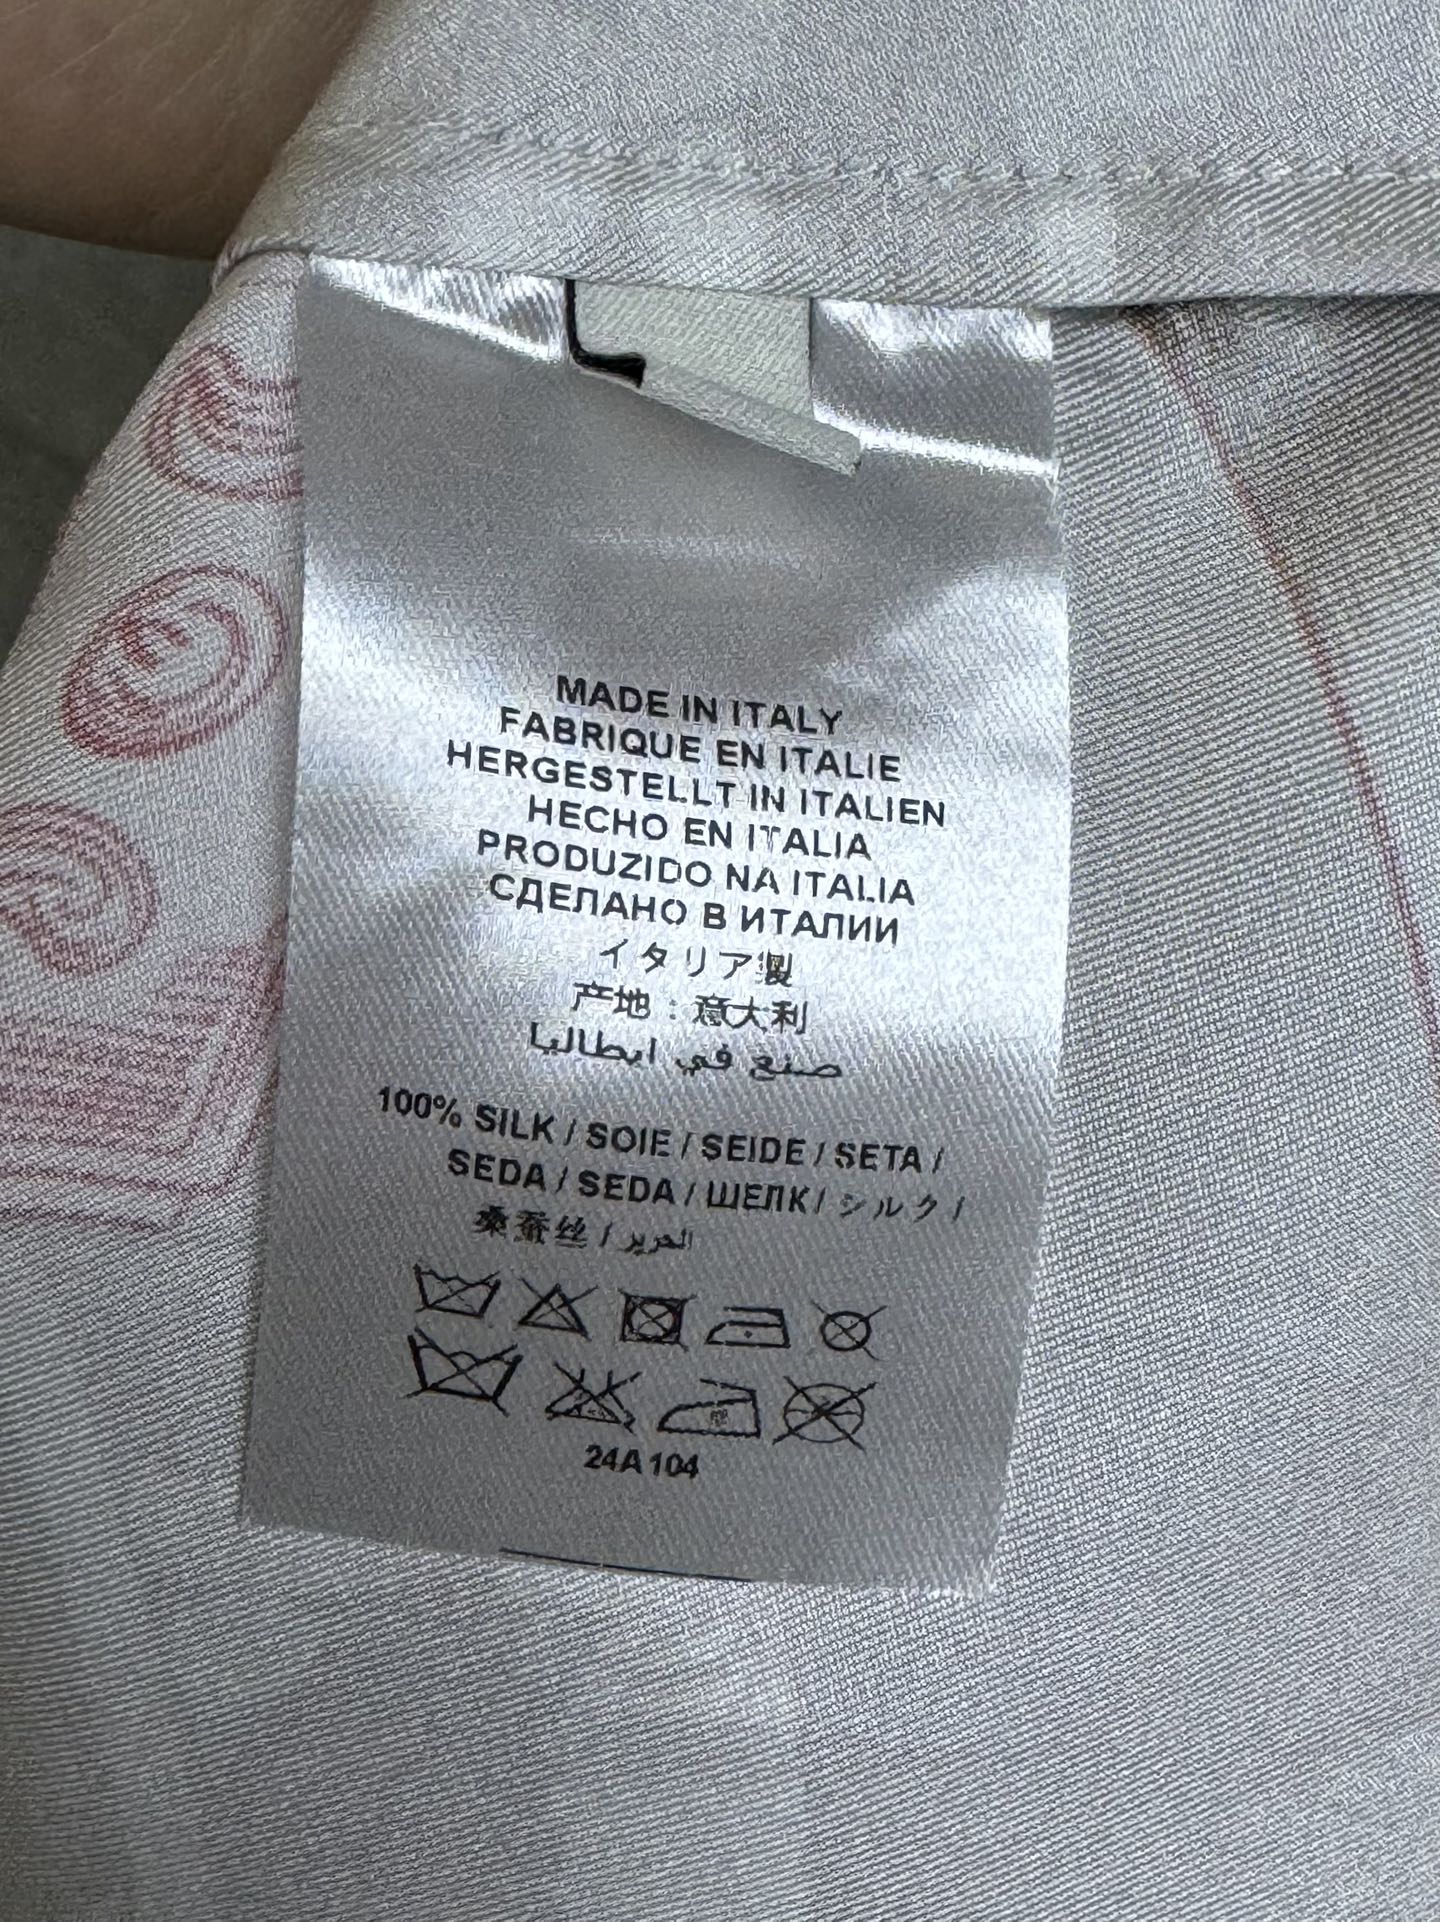 MADE IN ITALY
FABRIQUE EN ITALIE
HERGESTELLT IN ITALIEN
HECHO EN ITALIA
PRODUZIDO NA ITALIA
СДЕЛАНО В ИТАЛИИ
イタリア製
产地：意大利
صنع في ايطاليا
100% SILK / SOIE / SEIDE / SETA /
SEDA / SEDA / ШЕЛК / シルク /
桑蚕丝 / الحرير
24A104